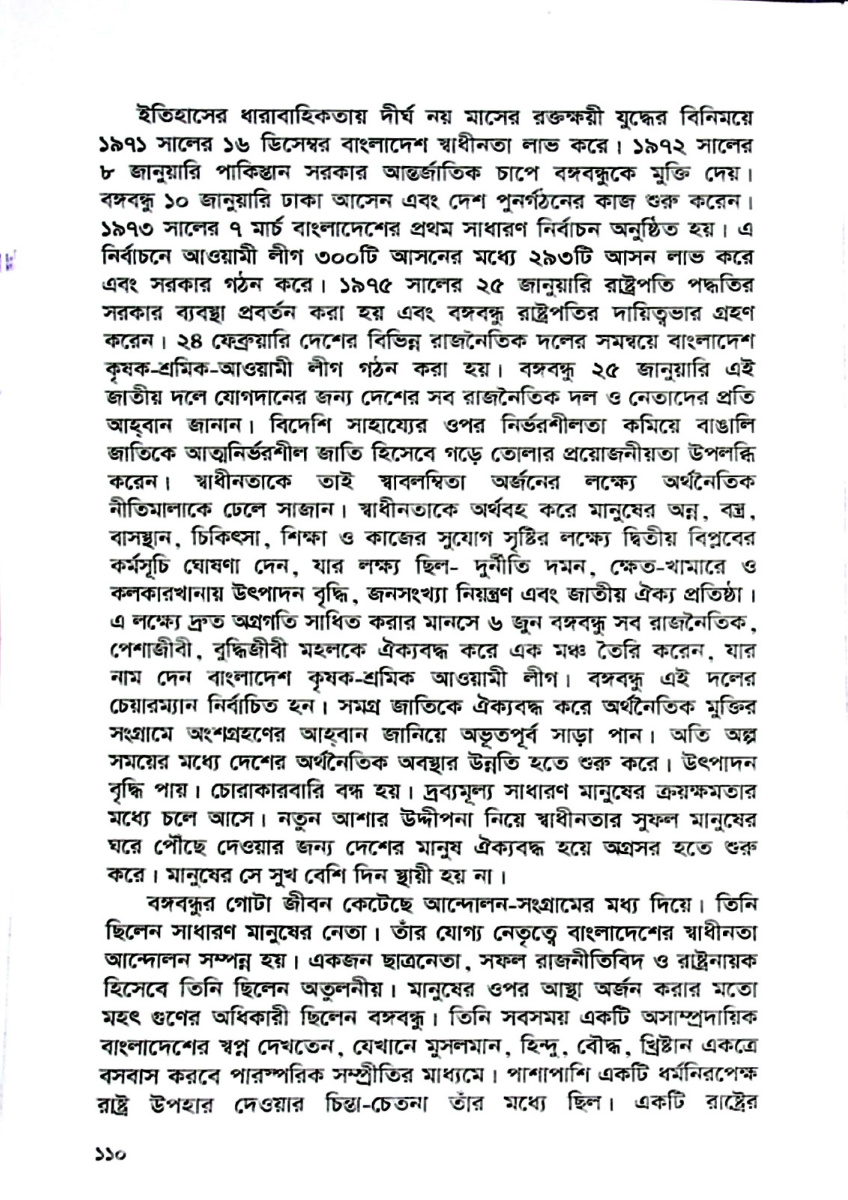 ইতিহাসের ধারাবাহিকতায় দীর্ঘ নয় মাসের রক্তক্ষয়ী যুদ্ধের বিনিময়ে
১৯৭১ সালের ১৬ ডিসেম্বর বাংলাদেশ স্বাধীনতা লাভ করে। ১৯৭২ সালের
৮ জানুয়ারি পাকিস্তান সরকার আন্তর্জাতিক চাপে বঙ্গবন্ধুকে মুক্তি দেয়।
বঙ্গবন্ধু ১০ জানুয়ারি ঢাকা আসেন এবং দেশ পুনর্গঠনের কাজ শুরু করেন।
১৯৭৩ সালের ৭ মার্চ বাংলাদেশের প্রথম সাধারণ নির্বাচন অনুষ্ঠিত হয়। এ
নির্বাচনে আওয়ামী লীগ ৩০০টি আসনের মধ্যে ২৯৩টি আসন লাভ করে
এবং সরকার গঠন করে। ১৯৭৫ সালের ২৫ জানুয়ারি রাষ্ট্রপতি পদ্ধতির
সরকার ব্যবস্থা প্রবর্তন করা হয় এবং বঙ্গবন্ধু রাষ্ট্রপতির দায়িত্বভার গ্রহণ
করেন। ২৪ ফেব্রুয়ারি দেশের বিভিন্ন রাজনৈতিক দলের সমন্বয়ে বাংলাদেশ
কৃষক-শ্রমিক-আওয়ামী লীগ গঠন করা হয়। বঙ্গবন্ধু ২৫ জানুয়ারি এই
জাতীয় দলে যোগদানের জন্য দেশের সব রাজনৈতিক দল ও নেতাদের প্রতি
আহ্বান জানান। বিদেশি সাহায্যের ওপর নির্ভরশীলতা কমিয়ে বাঙালি
জাতিকে আত্মনির্ভরশীল জাতি হিসেবে গড়ে তোলার প্রয়োজনীয়তা উপলব্ধি
করেন। স্বাধীনতাকে তাই স্বাবলম্বিতা অর্জনের লক্ষ্যে অর্থনৈতিক
নীতিমালাকে ঢেলে সাজান। স্বাধীনতাকে অর্থবহ করে মানুষের অন্ন, বস্ত্র,
বাসস্থান, চিকিৎসা, শিক্ষা ও কাজের সুযোগ সৃষ্টির লক্ষ্যে দ্বিতীয় বিপ্লবের
কর্মসূচি ঘোষণা দেন, যার লক্ষ্য ছিল- দুর্নীতি দমন, ক্ষেত-খামারে ও
কলকারখানায় উৎপাদন বৃদ্ধি, জনসংখ্যা নিয়ন্ত্রণ এবং জাতীয় ঐক্য প্রতিষ্ঠা।
এ লক্ষ্যে দ্রুত অগ্রগতি সাধিত করার মানসে ৬ জুন বঙ্গবন্ধু সব রাজনৈতিক,
পেশাজীবী, বুদ্ধিজীবী মহলকে ঐক্যবদ্ধ করে এক মঞ্চ তৈরি করেন, যার
নাম দেন বাংলাদেশ কৃষক-শ্রমিক আওয়ামী লীগ। বঙ্গবন্ধু এই দলের
চেয়ারম্যান নির্বাচিত হন। সমগ্র জাতিকে ঐক্যবদ্ধ করে অর্থনৈতিক মুক্তির
সংগ্রামে অংশগ্রহণের আহ্বান জানিয়ে অভূতপূর্ব সাড়া পান। অতি অল্প
সময়ের মধ্যে দেশের অর্থনৈতিক অবস্থার উন্নতি হতে শুরু করে। উৎপাদন
বৃদ্ধি পায়। চোরাকারবারি বন্ধ হয়। দ্রব্যমূল্য সাধারণ মানুষের ক্রয়ক্ষমতার
মধ্যে চলে আসে। নতুন আশার উদ্দীপনা নিয়ে স্বাধীনতার সুফল মানুষের
ঘরে পৌঁছে দেওয়ার জন্য দেশের মানুষ ঐক্যবদ্ধ হয়ে অগ্রসর হতে শুরু
করে। মানুষের সে সুখ বেশি দিন স্থায়ী হয় না।
বঙ্গবন্ধুর গোটা জীবন কেটেছে আন্দোলন-সংগ্রামের মধ্য দিয়ে। তিনি
ছিলেন সাধারণ মানুষের নেতা। তাঁর যোগ্য নেতৃত্বে বাংলাদেশের স্বাধীনতা
আন্দোলন সম্পন্ন হয়। একজন ছাত্রনেতা, সফল রাজনীতিবিদ ও রাষ্ট্রনায়ক
হিসেবে তিনি ছিলেন অতুলনীয়। মানুষের ওপর আস্থা অর্জন করার মতো
মহৎ গুণের অধিকারী ছিলেন বঙ্গবন্ধু। তিনি সবসময় একটি অসাম্প্রদায়িক
বাংলাদেশের স্বপ্ন দেখতেন, যেখানে মুসলমান, হিন্দু, বৌদ্ধ, খ্রিষ্টান একত্রে
বসবাস করবে পারস্পরিক সম্প্রীতির মাধ্যমে। পাশাপাশি একটি ধর্মনিরপেক্ষ
রাষ্ট্র উপহার দেওয়ার চিন্তা-চেতনা তাঁর মধ্যে ছিল। একটি রাষ্ট্রের
১১০